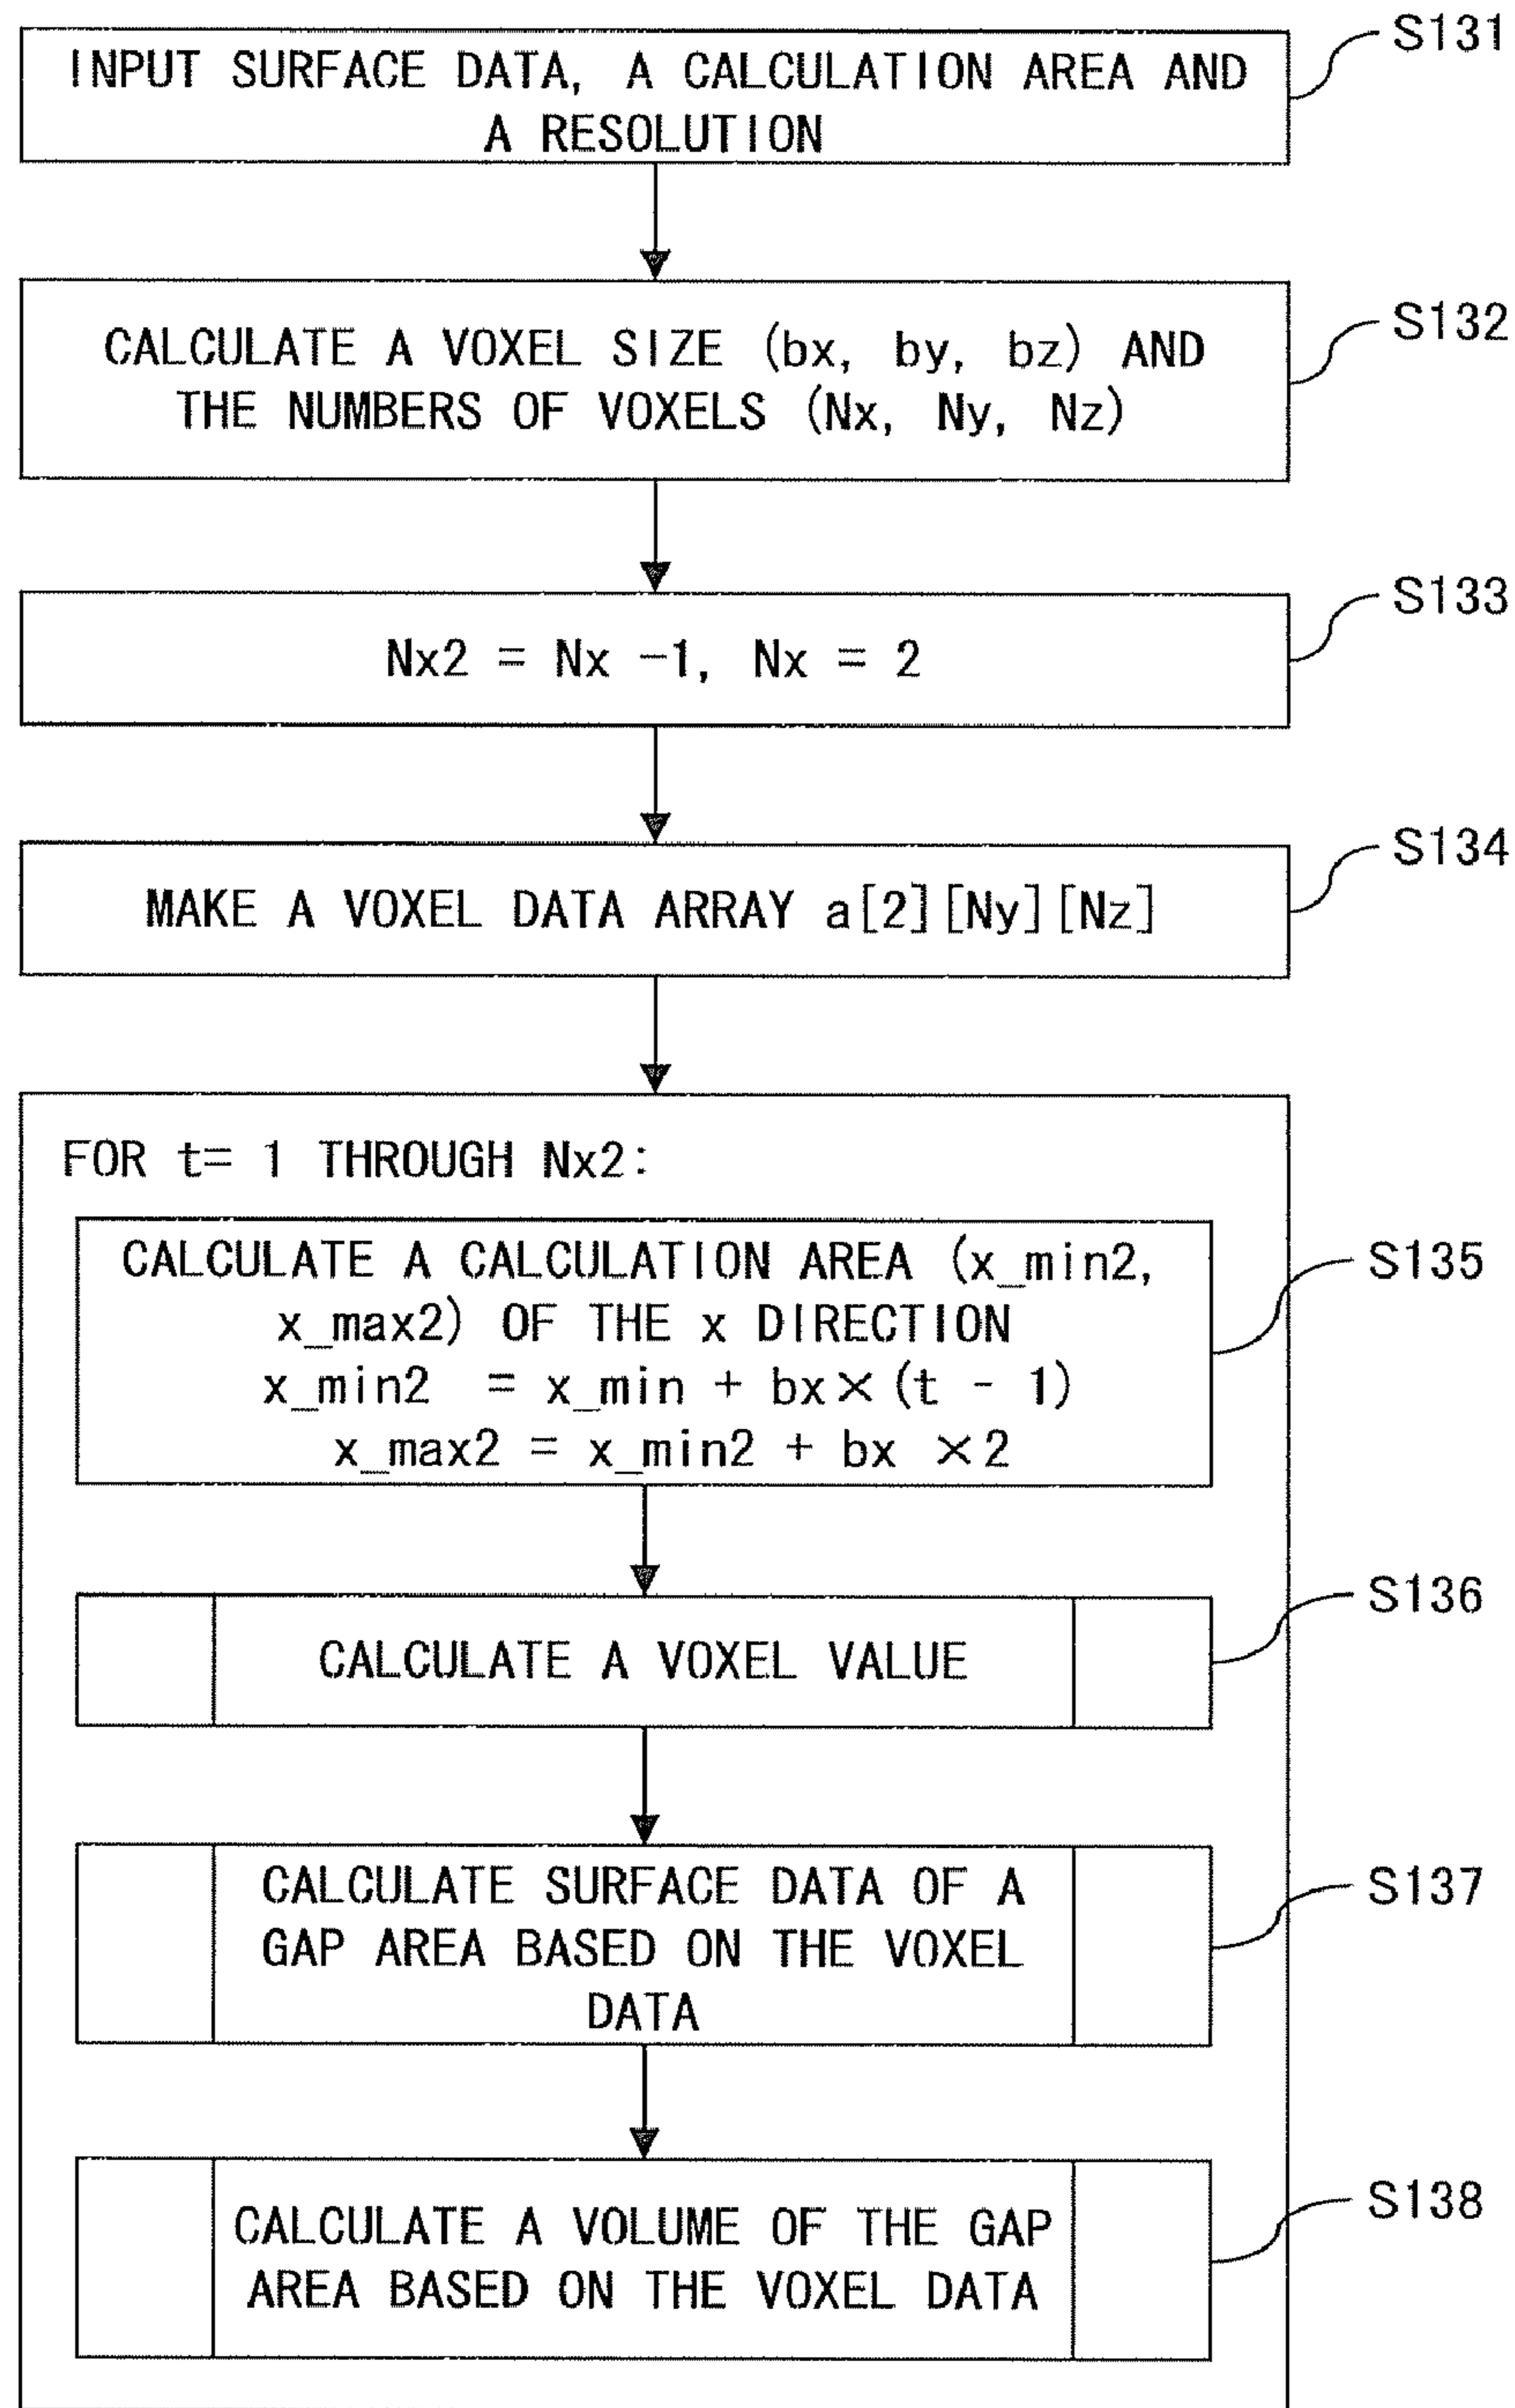 S131
INPUT SURFACE DATA, A CALCULATION AREA AND
A RESOLUTION
S132
CALCULATE A VOXEL SIZE (bx, by, bz) AND
THE NUMBERS OF VOXELS (Nx, Ny, Nz)
S133
Nx2 = Nx -1, Nx = 2
S134
MAKE A VOXEL DATA ARRAY a[2][Ny][Nz]
FOR t= 1 THROUGH Nx2:
S135
CALCULATE A CALCULATION AREA (x_min2,
x_max2) OF THE x DIRECTION
x_min2 = x_min + bx×(t - 1)
x_max2 = x_min2 + bx ×2
S136
CALCULATE A VOXEL VALUE
S137
CALCULATE SURFACE DATA OF A
GAP AREA BASED ON THE VOXEL
DATA
S138
CALCULATE A VOLUME OF THE GAP
AREA BASED ON THE VOXEL DATA